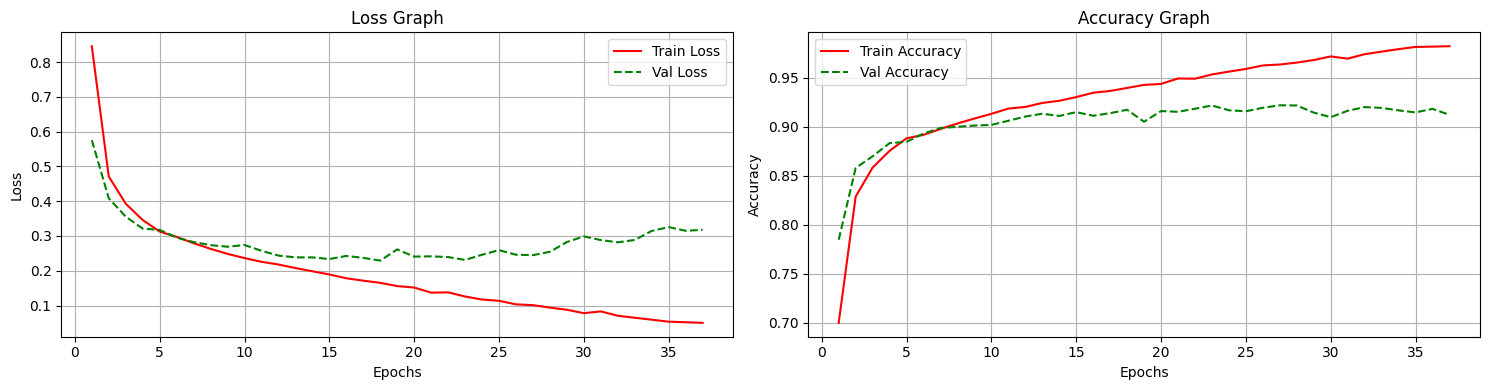 Loss Graph
Loss
0.8
0.7
0.6
0.5
0.4
0.3
0.2
0.1
Train Loss
Val Loss
0 5 10 15 20 25 30 35
Epochs
Accuracy Graph
Accuracy
0.95
0.90
0.85
0.80
0.75
0.70
Train Accuracy
Val Accuracy
0 5 10 15 20 25 30 35
Epochs